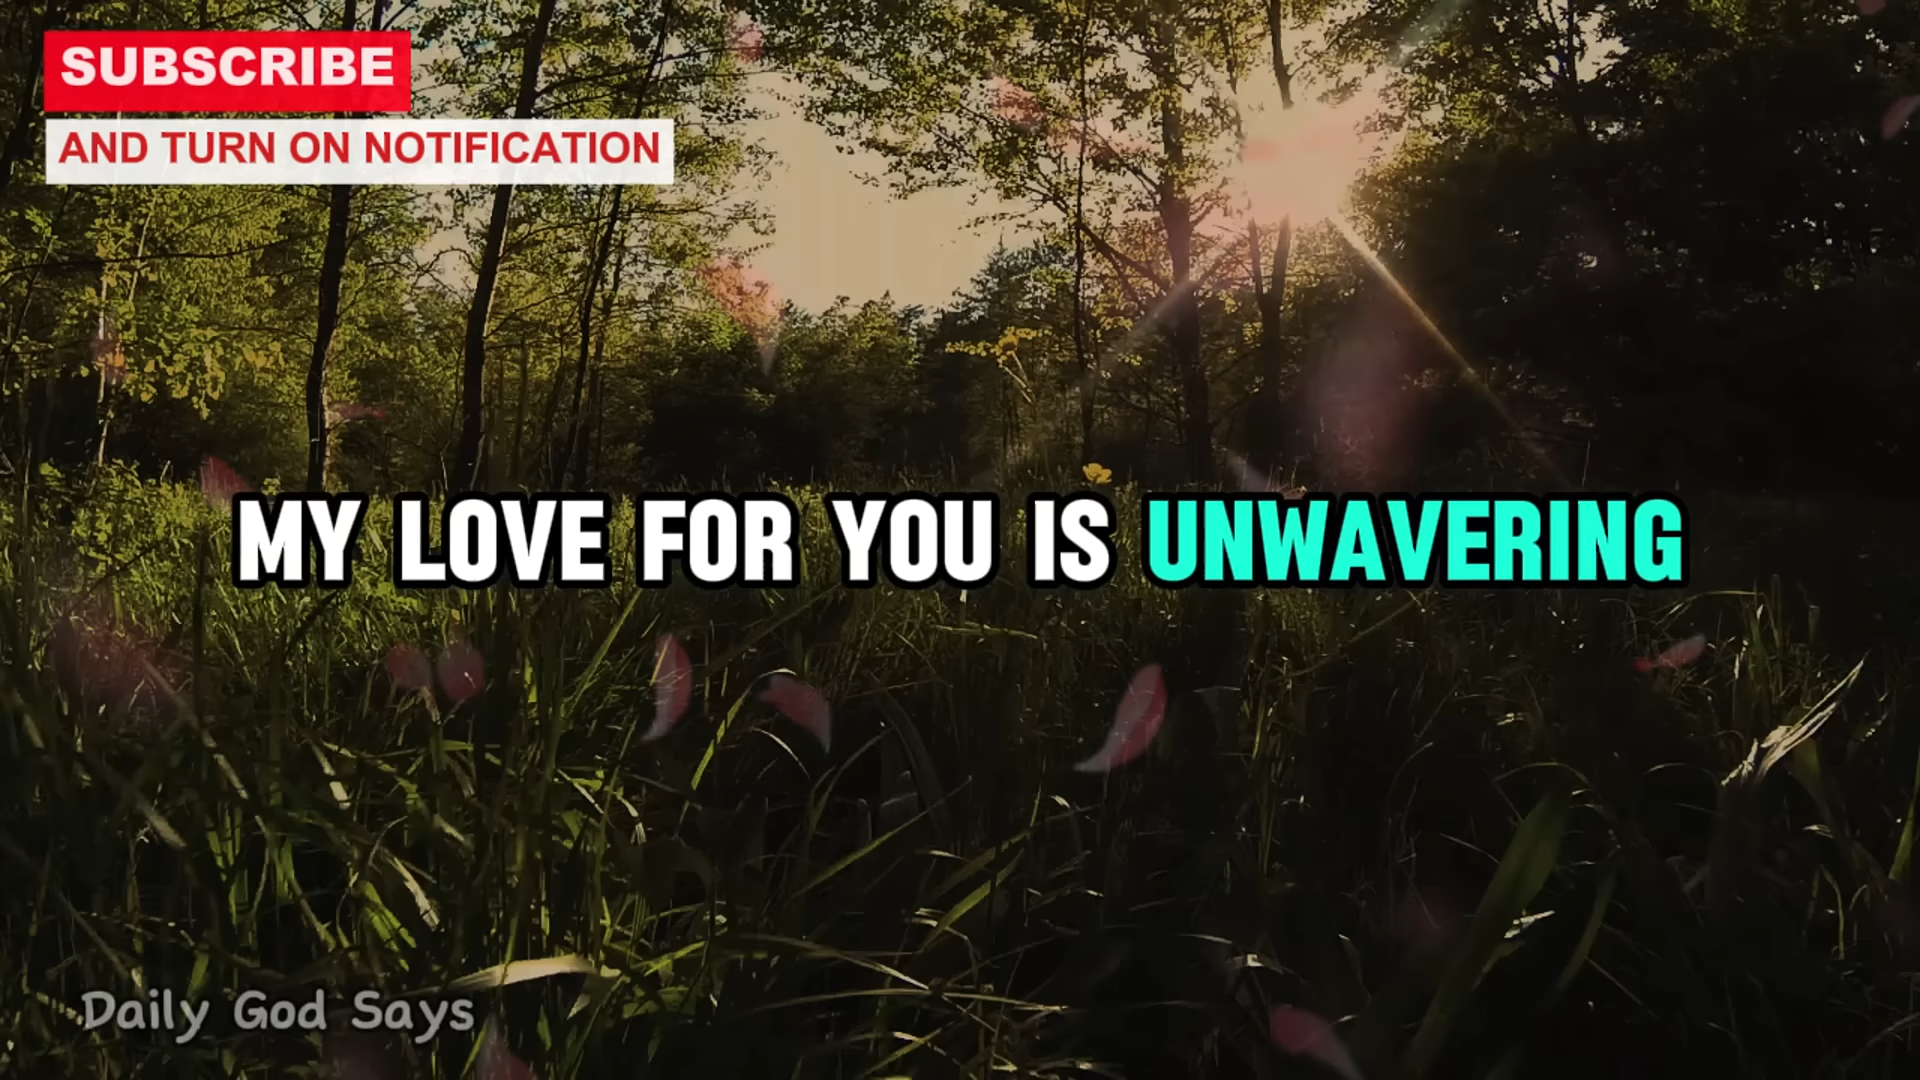 SUBSCRIBE
AND TURN ON NOTIFICATION
MY LOVE FOR YOU IS UNWAVERING
Daily God Says